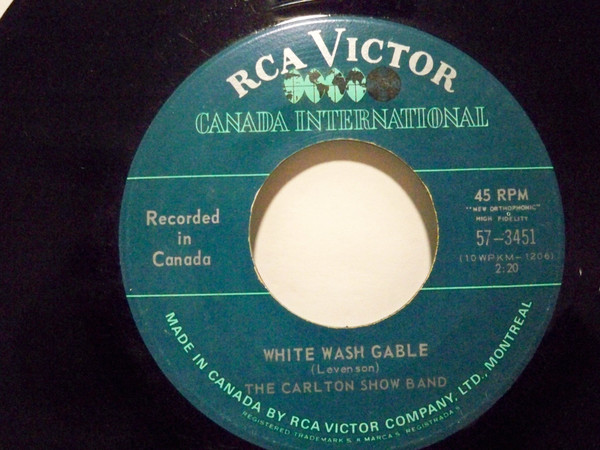 RCA VICTOR
CANADA INTERNATIONAL
Recorded
in
Canada
45 RPM
"NEW ORTHOPHONIC"
HIGH FIDELITY
57-3451
(10WPKM-1206)
2:20
WHITE WASH GABLE
(Levenson)
THE CARLTON SHOW BAND
MADE IN CANADA BY RCA VICTOR COMPANY, LTD., MONTREAL
REGISTERED TRADEMARKS & MARCAS REGISTRADAS